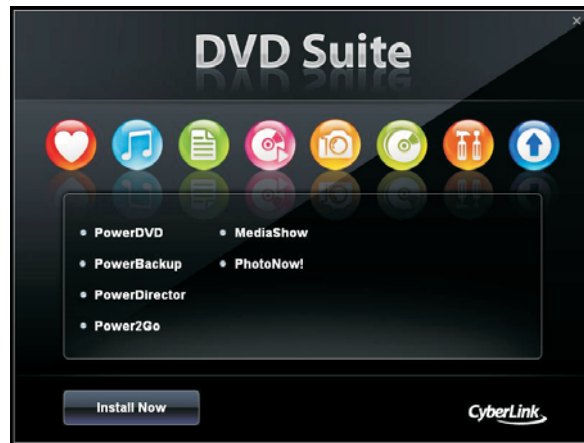 DVD Suite
PowerDVD
PowerBackup
PowerDirector
Power2Go
MediaShow
PhotoNow!
Install Now
CyberLink